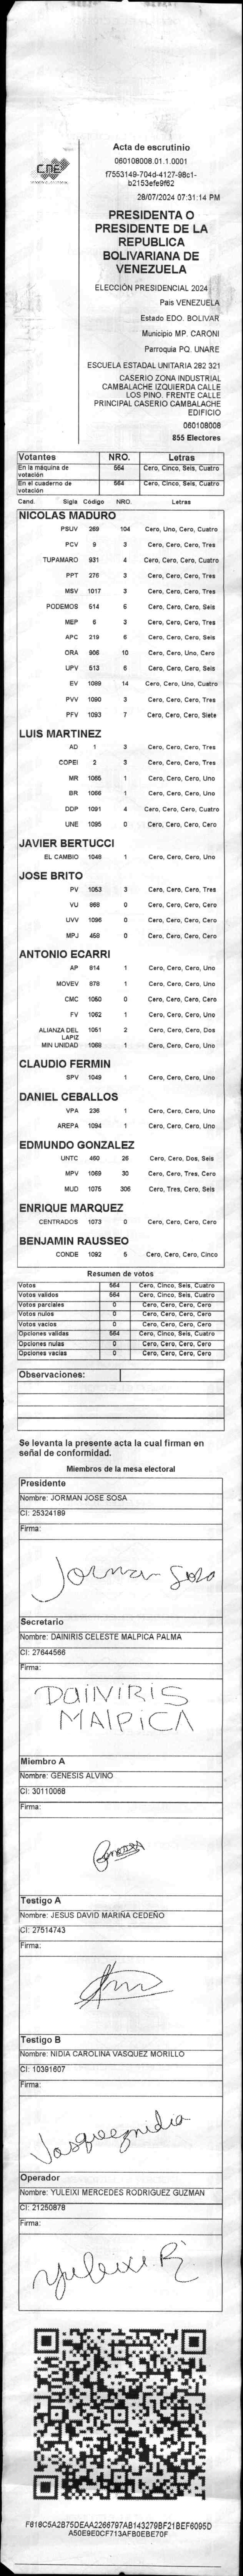 CNE
Acta de escrutinio
060108008.01.1.0001
f7553149-704d-4127-98c1-
b2153efe9f62
28/07/2024 07:31:14 PM
PRESIDENTA O
PRESIDENTE DE LA
REPUBLICA
BOLIVARIANA DE
VENEZUELA
ELECCIÓN PRESIDENCIAL 2024
Pais VENEZUELA
Estado EDO. BOLIVAR
Municipio MP. CARONI
Parroquia PQ. UNARE
ESCUELA ESTADAL UNITARIA 282 321
CASERIO ZONA INDUSTRIAL
CAMBALACHE IZQUIERDA CALLE
LOS PINO. FRENTE CALLE
PRINCIPAL CASERIO CAMBALACHE
EDIFICIO
060108008
855 Electores
Votantes NRO. Letras
En la máquina de votación 564 Cero, Cinco, Seis, Cuatro
En el cuaderno de votación 564 Cero, Cinco, Seis, Cuatro
Cand. Sigla Código NRO. Letras
NICOLAS MADURO
PSUV 269 104 Cero, Uno, Cero, Cuatro
PCV 9 3 Cero, Cero, Cero, Tres
TUPAMARO 931 4 Cero, Cero, Cero, Cuatro
PPT 276 3 Cero, Cero, Cero, Tres
MSV 1017 3 Cero, Cero, Cero, Tres
PODEMOS 514 6 Cero, Cero, Cero, Seis
MEP 6 3 Cero, Cero, Cero, Tres
APC 219 6 Cero, Cero, Cero, Seis
ORA 906 10 Cero, Cero, Uno, Cero
UPV 513 6 Cero, Cero, Cero, Seis
EV 1089 14 Cero, Cero, Uno, Cuatro
PVV 1090 3 Cero, Cero, Cero, Tres
PFV 1093 7 Cero, Cero, Cero, Siete
LUIS MARTINEZ
AD 1 3 Cero, Cero, Cero, Tres
COPEI 2 3 Cero, Cero, Cero, Tres
MR 1065 1 Cero, Cero, Cero, Uno
BR 1066 1 Cero, Cero, Cero, Uno
DDP 1091 4 Cero, Cero, Cero, Cuatro
UNE 1095 0 Cero, Cero, Cero, Cero
JAVIER BERTUCCI
EL CAMBIO 1048 1 Cero, Cero, Cero, Uno
JOSE BRITO
PV 1053 3 Cero, Cero, Cero, Tres
VU 868 0 Cero, Cero, Cero, Cero
UVV 1096 0 Cero, Cero, Cero, Cero
MPJ 459 0 Cero, Cero, Cero, Cero
ANTONIO ECARRI
AP 814 1 Cero, Cero, Cero, Uno
MOVEV 878 1 Cero, Cero, Cero, Uno
CMC 1050 0 Cero, Cero, Cero, Cero
FV 1062 1 Cero, Cero, Cero, Uno
ALIANZA DEL LAPIZ 1051 2 Cero, Cero, Cero, Dos
MIN UNIDAD 1088 1 Cero, Cero, Cero, Uno
CLAUDIO FERMIN
SPV 1049 1 Cero, Cero, Cero, Uno
DANIEL CEBALLOS
VPA 236 1 Cero, Cero, Cero, Uno
AREPA 1094 1 Cero, Cero, Cero, Uno
EDMUNDO GONZALEZ
UNTC 460 26 Cero, Cero, Dos, Seis
MPV 1069 30 Cero, Cero, Tres, Cero
MUD 1075 306 Cero, Tres, Cero, Seis
ENRIQUE MARQUEZ
CENTRADOS 1073 0 Cero, Cero, Cero, Cero
BENJAMIN RAUSSEO
CONDE 1092 5 Cero, Cero, Cero, Cinco
Resumen de votos
Votos 564 Cero, Cinco, Seis, Cuatro
Votos validos 564 Cero, Cinco, Seis, Cuatro
Votos parciales 0 Cero, Cero, Cero, Cero
Votos nulos 0 Cero, Cero, Cero, Cero
Votos vacios 0 Cero, Cero, Cero, Cero
Opciones validas 564 Cero, Cinco, Seis, Cuatro
Opciones nulas 0 Cero, Cero, Cero, Cero
Opciones vacias 0 Cero, Cero, Cero, Cero
Observaciones:
Se levanta la presente acta la cual firman en
señal de conformidad.
Miembros de la mesa electoral
Presidente
Nombre: JORMAN JOSE SOSA
CI: 25324189
Firma:
Jorman Sosa
Secretario
Nombre: DAINIRIS CELESTE MALPICA PALMA
CI: 27644566
Firma:
DAINIRIS
MALPICA
Miembro A
Nombre: GENESIS ALVINO
CI: 30110068
Firma:
Testigo A
Nombre: JESUS DAVID MARIÑA CEDEÑO
CI: 27514743
Firma:
Testigo B
Nombre: NIDIA CAROLINA VASQUEZ MORILLO
CI: 10391607
Firma:
Vasqueznidia
Operador
Nombre: YULEIXI MERCEDES RODRIGUEZ GUZMAN
CI: 21250878
Firma:
Yuleixi R
F616C5A2B75DEAA2266797AB143279BF21BEF6095D
A50E9E0CF713AFB0EBE70F